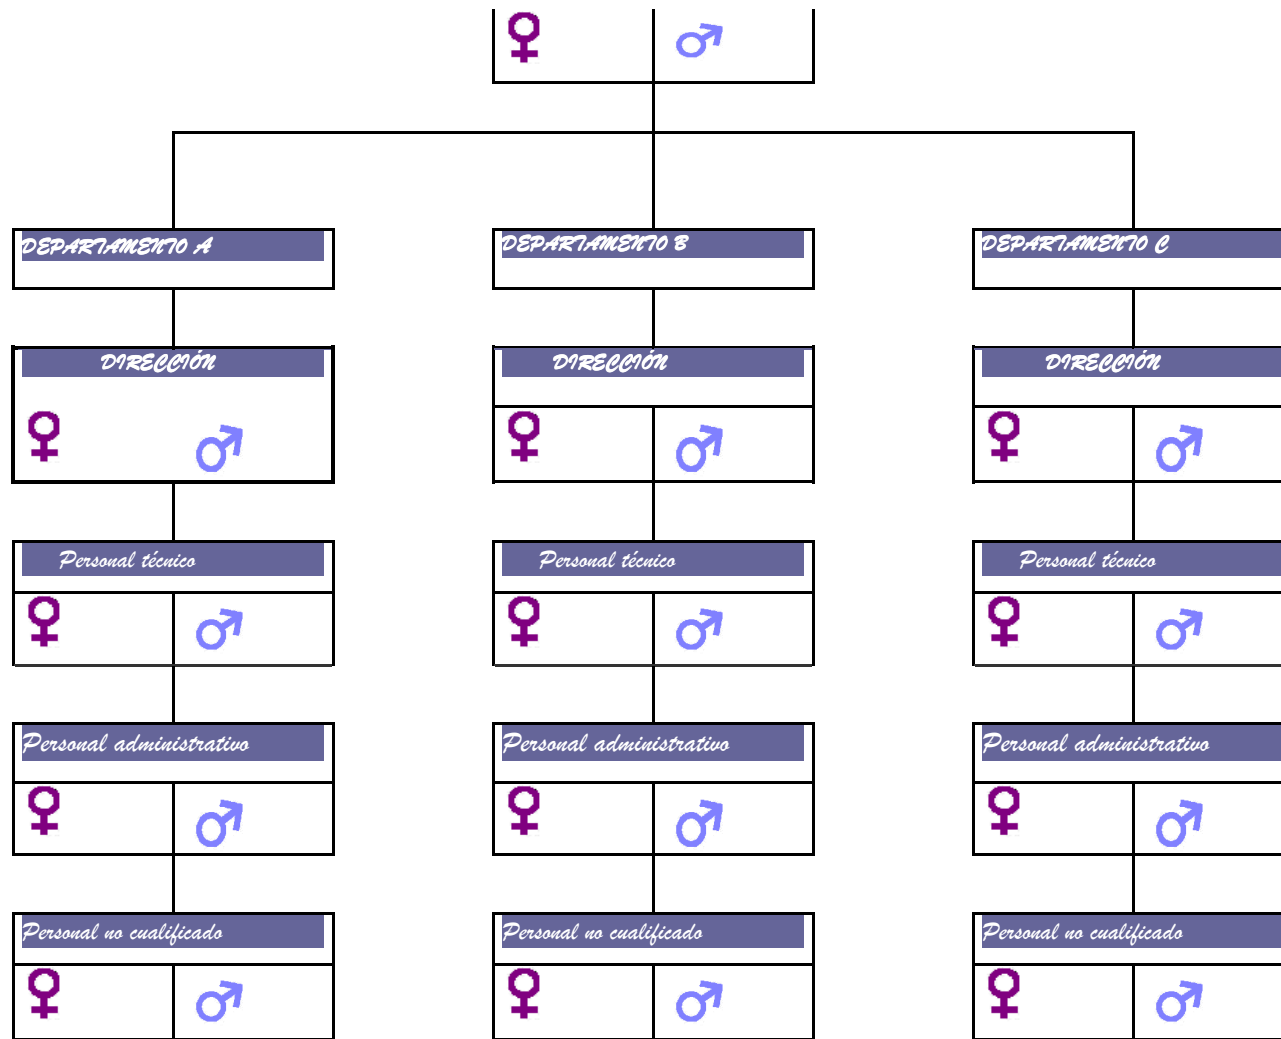 DEPARTAMENTO A
DEPARTAMENTO B
DEPARTAMENTO C
DIRECCIÓN
DIRECCIÓN
DIRECCIÓN
Personal técnico
Personal técnico
Personal técnico
Personal administrativo
Personal administrativo
Personal administrativo
Personal no cualificado
Personal no cualificado
Personal no cualificado